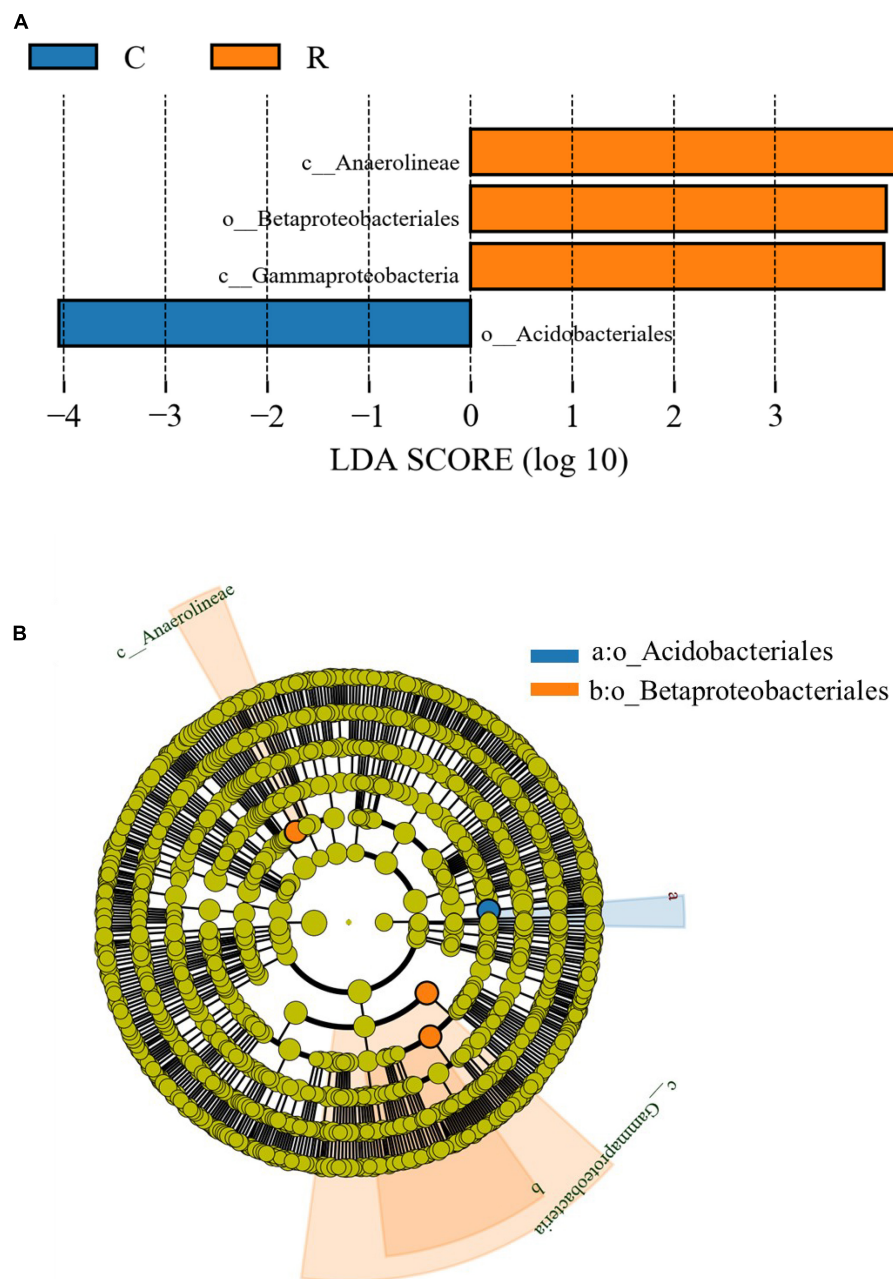 A
C R
c__Anaerolineae
o__Betaproteobacteriales
c__Gammaproteobacteria
o__Acidobacteriales
−4 −3 −2 −1 0 1 2 3
LDA SCORE (log 10)
B
c__Anaerolineae
a:o_Acidobacteriales
b:o_Betaproteobacteriales
a
c__Gammaproteobacteria
b